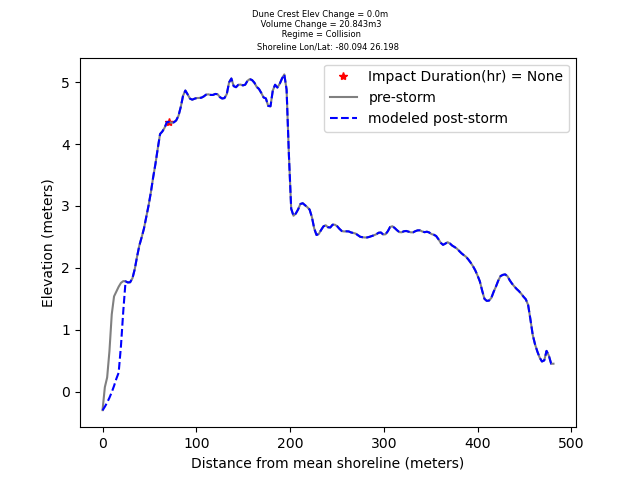 Dune Crest Elev Change = 0.0m
Volume Change = 20.843m3
Regime = Collision
Shoreline Lon/Lat: -80.094 26.198
Impact Duration(hr) = None
pre-storm
modeled post-storm
Elevation (meters)
5
4
3
2
1
0
0 100 200 300 400 500
Distance from mean shoreline (meters)